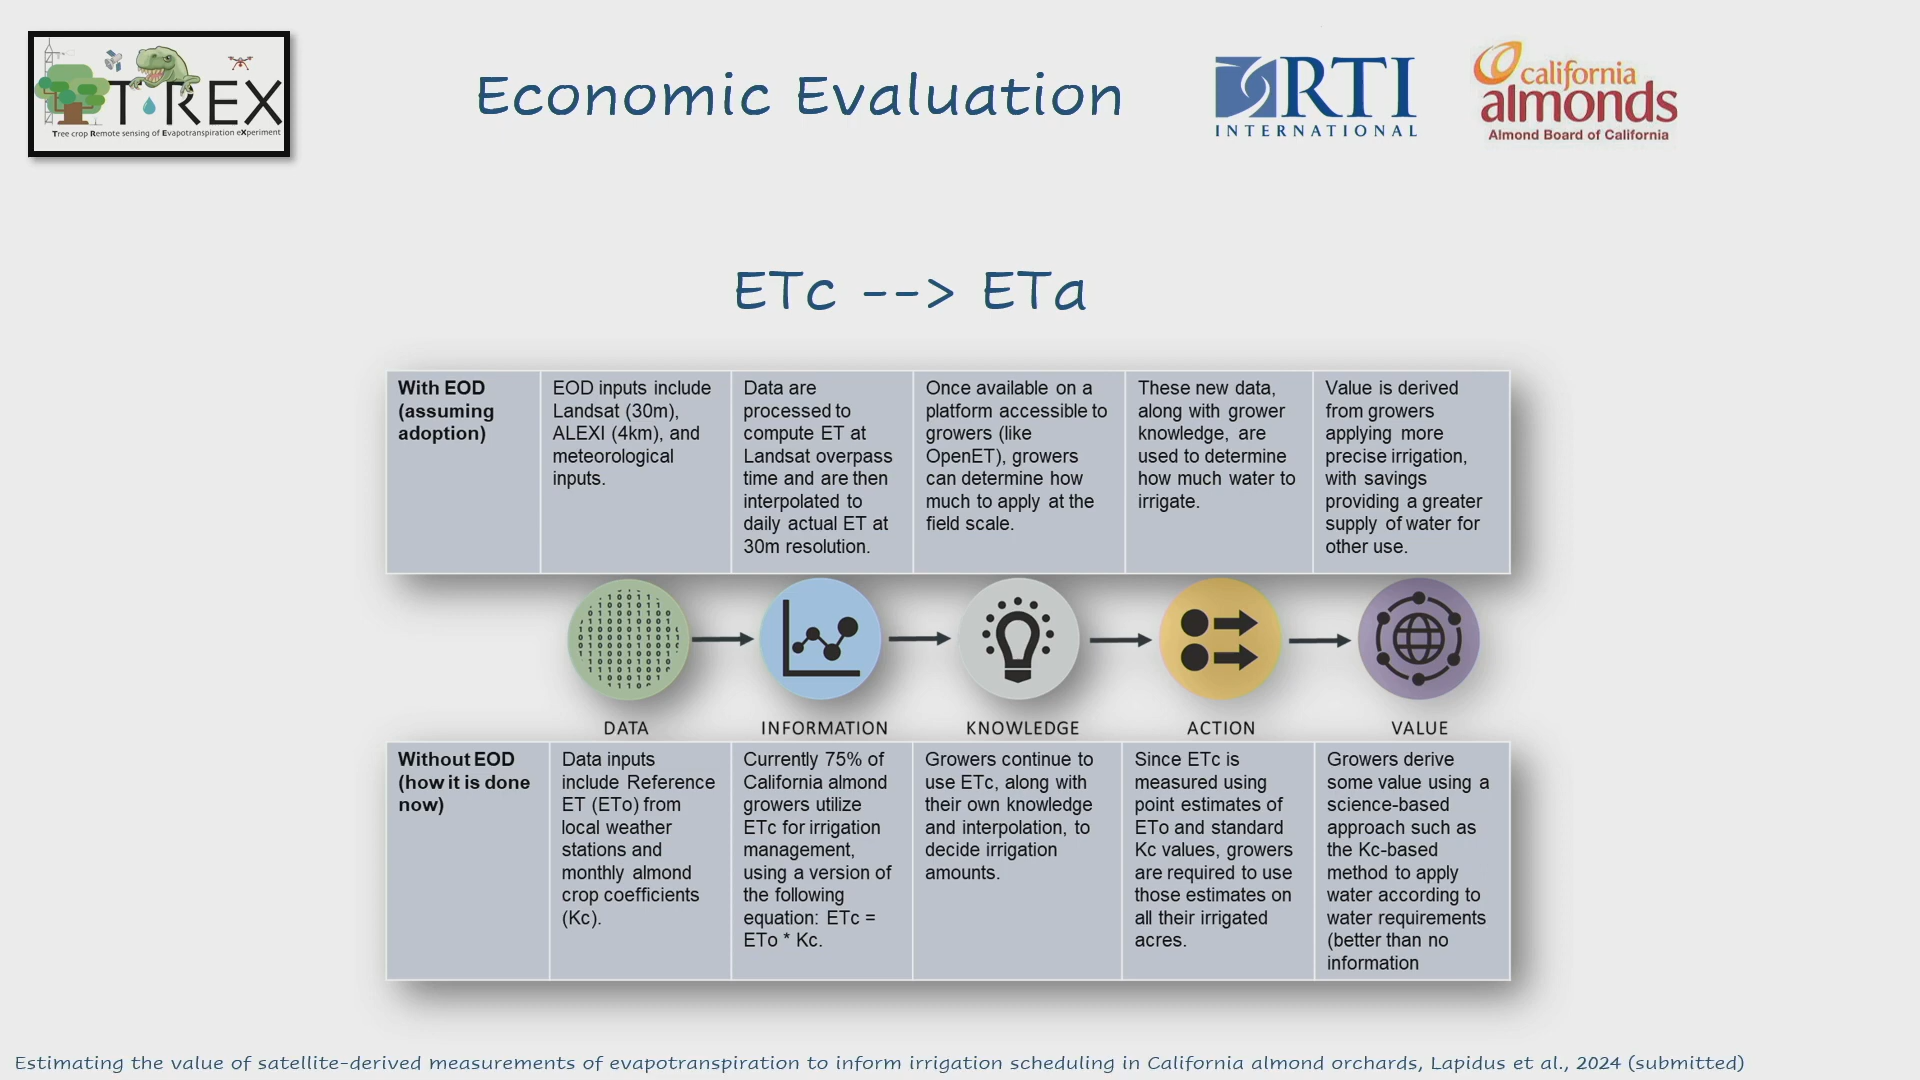 T-REX
Tree crop Remote sensing of Evapotranspiration eXperiment
Economic Evaluation
RTI
INTERNATIONAL
california
almonds
Almond Board of California
ETc --> ETa
With EOD
(assuming
adoption)
EOD inputs include
Landsat (30m),
ALEXI (4km), and
meteorological
inputs.
Data are
processed to
compute ET at
Landsat overpass
time and are then
interpolated to
daily actual ET at
30m resolution.
Once available on a
platform accessible to
growers (like
OpenET), growers
can determine how
much to apply at the
field scale.
These new data,
along with grower
knowledge, are
used to determine
how much water to
irrigate.
Value is derived
from growers
applying more
precise irrigation,
with savings
providing a greater
supply of water for
other use.
DATA
INFORMATION
KNOWLEDGE
ACTION
VALUE
Without EOD
(how it is done
now)
Data inputs
include Reference
ET (ETo) from
local weather
stations and
monthly almond
crop coefficients
(Kc).
Currently 75% of
California almond
growers utilize
ETc for irrigation
management,
using a version of
the following
equation: ETc =
ETo * Kc.
Growers continue to
use ETc, along with
their own knowledge
and interpolation, to
decide irrigation
amounts.
Since ETc is
measured using
point estimates of
ETo and standard
Kc values, growers
are required to use
those estimates on
all their irrigated
acres.
Growers derive
some value using a
science-based
approach such as
the Kc-based
method to apply
water according to
water requirements
(better than no
information
Estimating the value of satellite-derived measurements of evapotranspiration to inform irrigation scheduling in California almond orchards, Lapidus et al., 2024 (submitted)